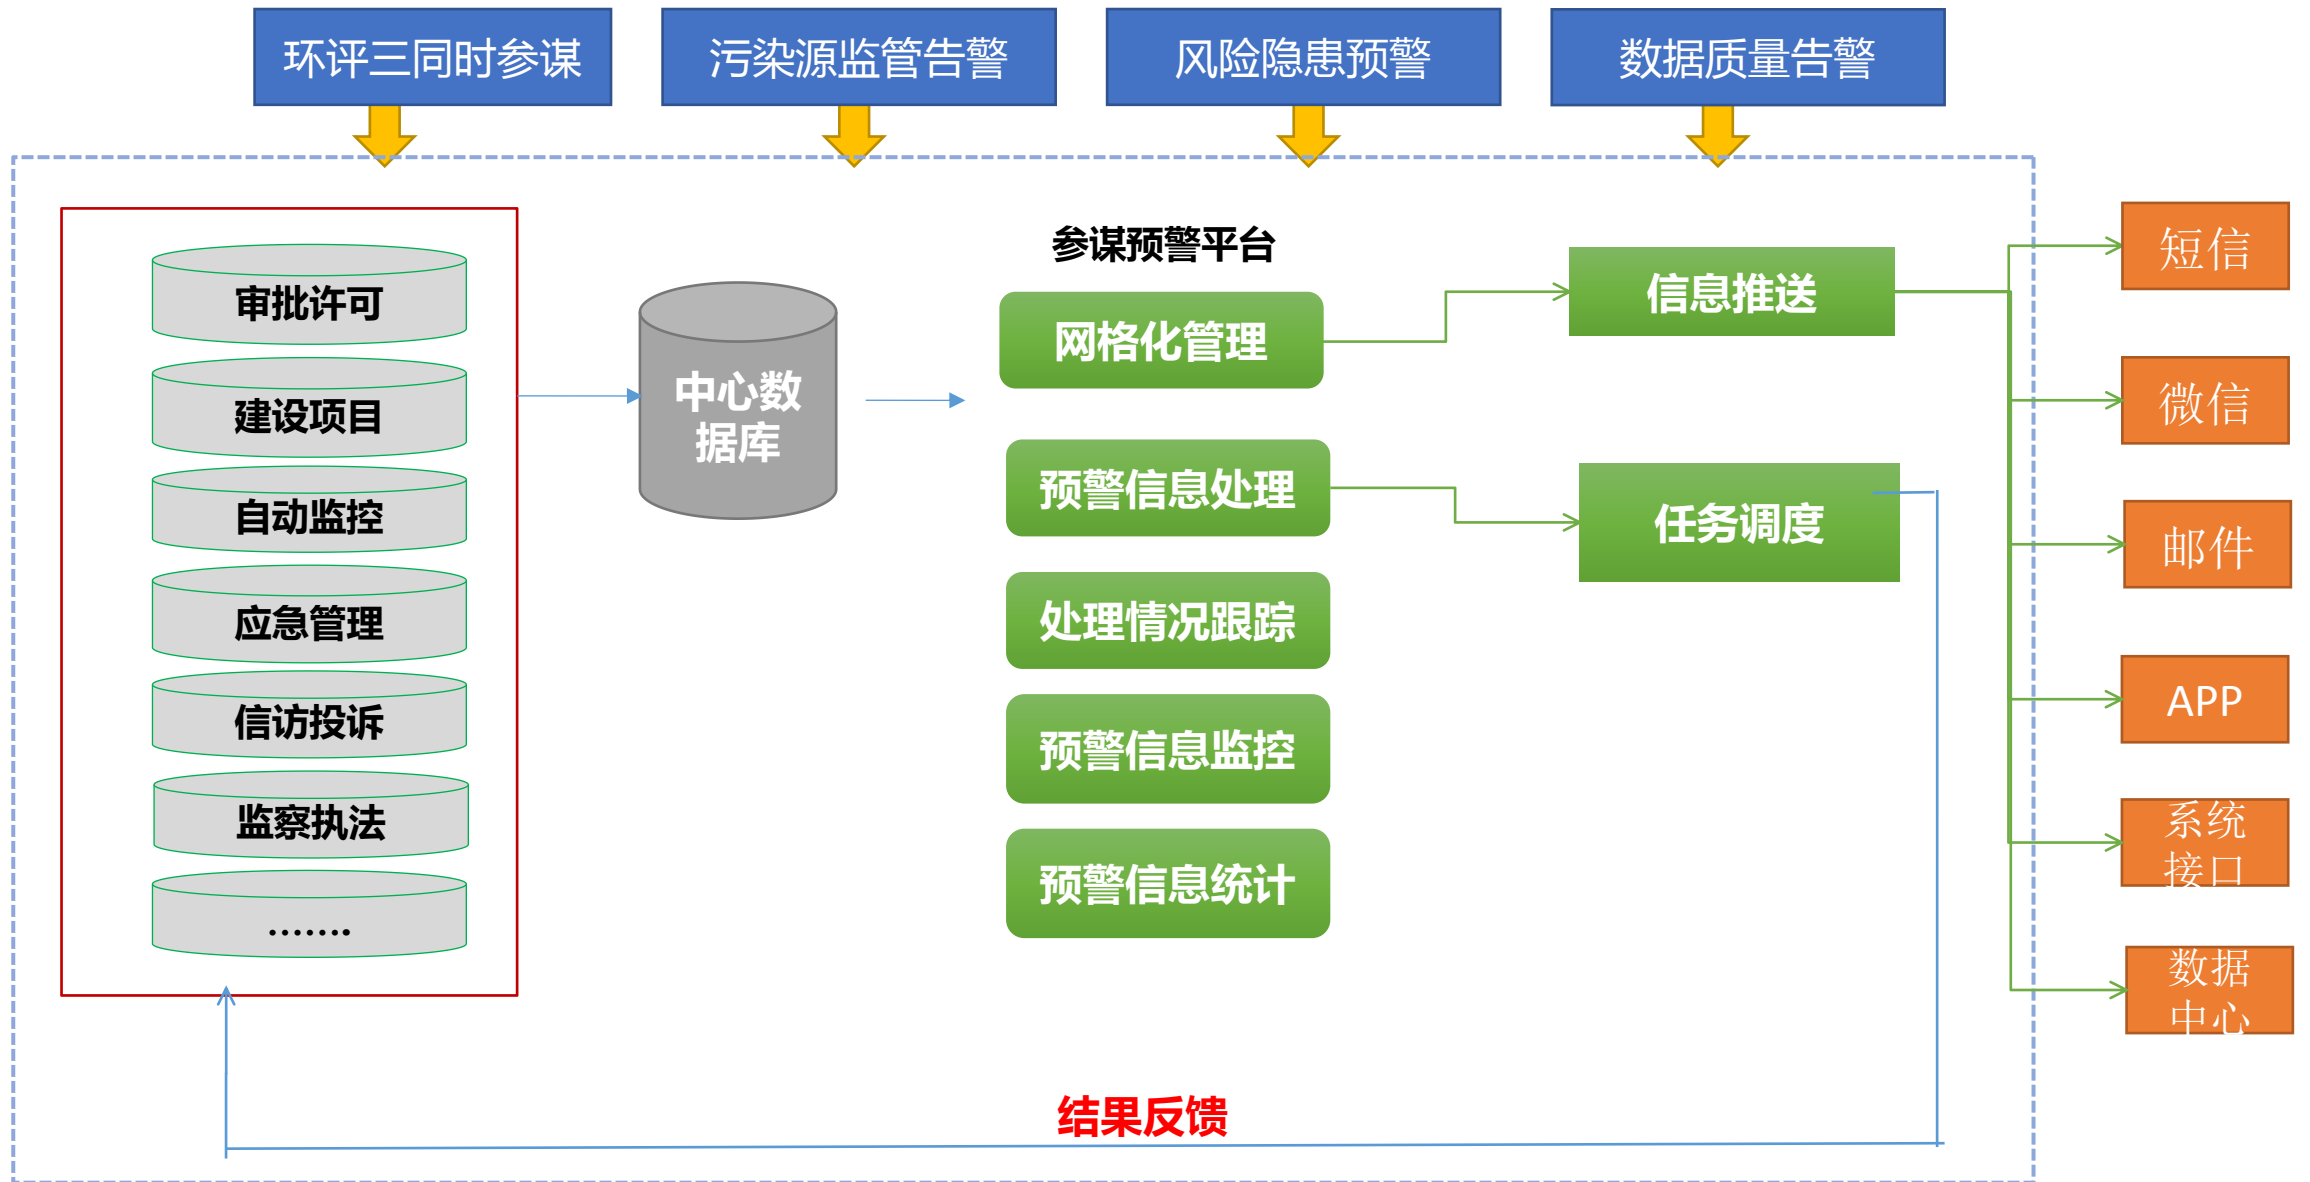 环评三同时参谋
污染源监管告警
风险隐患预警
数据质量告警
审批许可
建设项目
自动监控
应急管理
信访投诉
监察执法
.......
中心数
据库
参谋预警平台
网格化管理
预警信息处理
处理情况跟踪
预警信息监控
预警信息统计
信息推送
任务调度
短信
微信
邮件
APP
系统
接口
数据
中心
结果反馈